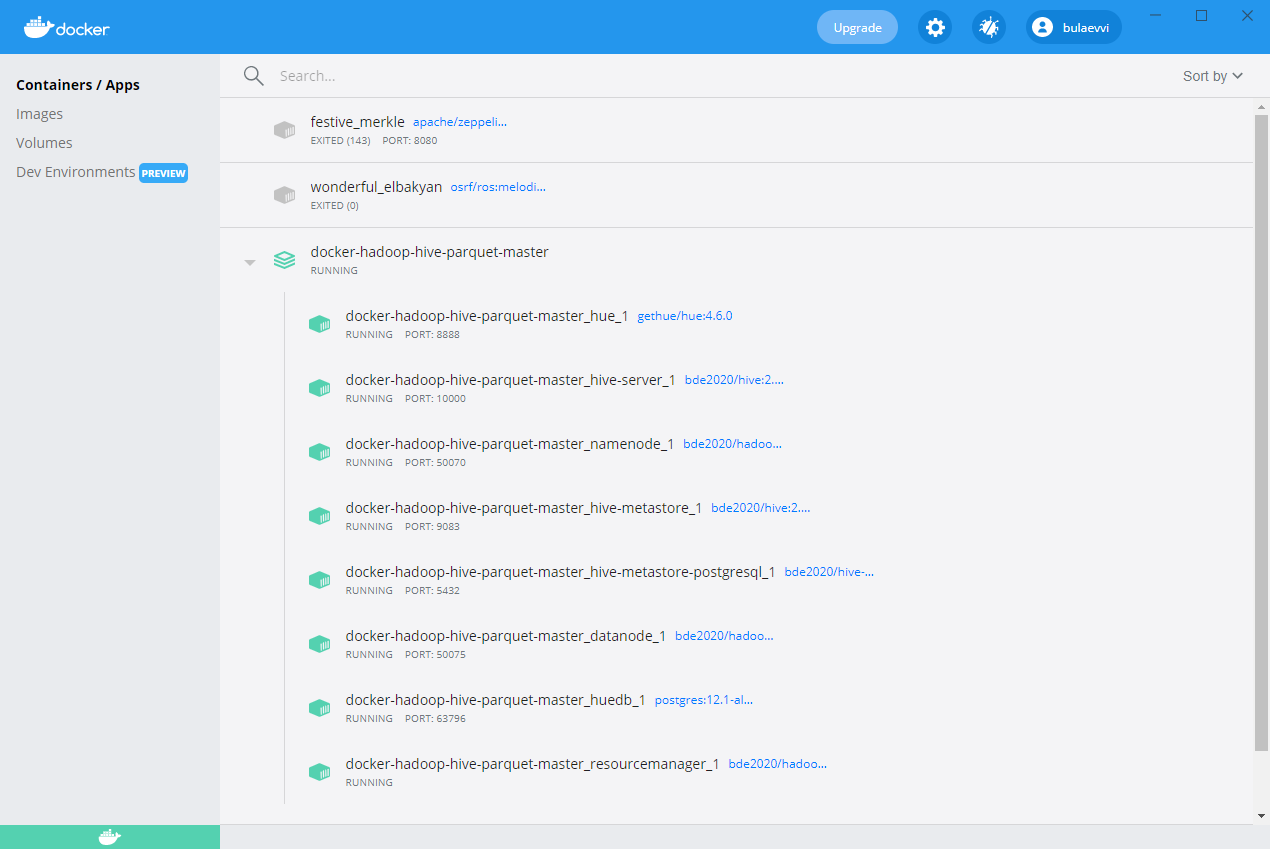 docker
Upgrade
bulaevvi
Containers / Apps
Images
Volumes
Dev Environments PREVIEW
Search...
Sort by
festive_merkle apache/zeppeli...
EXITED (143) PORT: 8080
wonderful_elbakyan osrf/ros:melodi...
EXITED (0)
docker-hadoop-hive-parquet-master
RUNNING
docker-hadoop-hive-parquet-master_hue_1 gethue/hue:4.6.0
RUNNING PORT: 8888
docker-hadoop-hive-parquet-master_hive-server_1 bde2020/hive:2....
RUNNING PORT: 10000
docker-hadoop-hive-parquet-master_namenode_1 bde2020/hadoo...
RUNNING PORT: 50070
docker-hadoop-hive-parquet-master_hive-metastore_1 bde2020/hive:2....
RUNNING PORT: 9083
docker-hadoop-hive-parquet-master_hive-metastore-postgresql_1 bde2020/hive-...
RUNNING PORT: 5432
docker-hadoop-hive-parquet-master_datanode_1 bde2020/hadoo...
RUNNING PORT: 50075
docker-hadoop-hive-parquet-master_huedb_1 postgres:12.1-al...
RUNNING PORT: 63796
docker-hadoop-hive-parquet-master_resourcemanager_1 bde2020/hadoo...
RUNNING